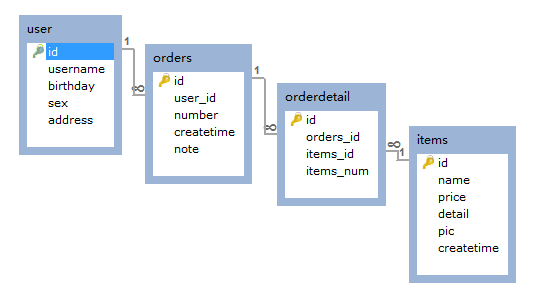 user
id
username
birthday
sex
address
1
∞
orders
id
user_id
number
createtime
note
1
∞
orderdetail
id
orders_id
items_id
items_num
∞
1
items
id
name
price
detail
pic
createtime